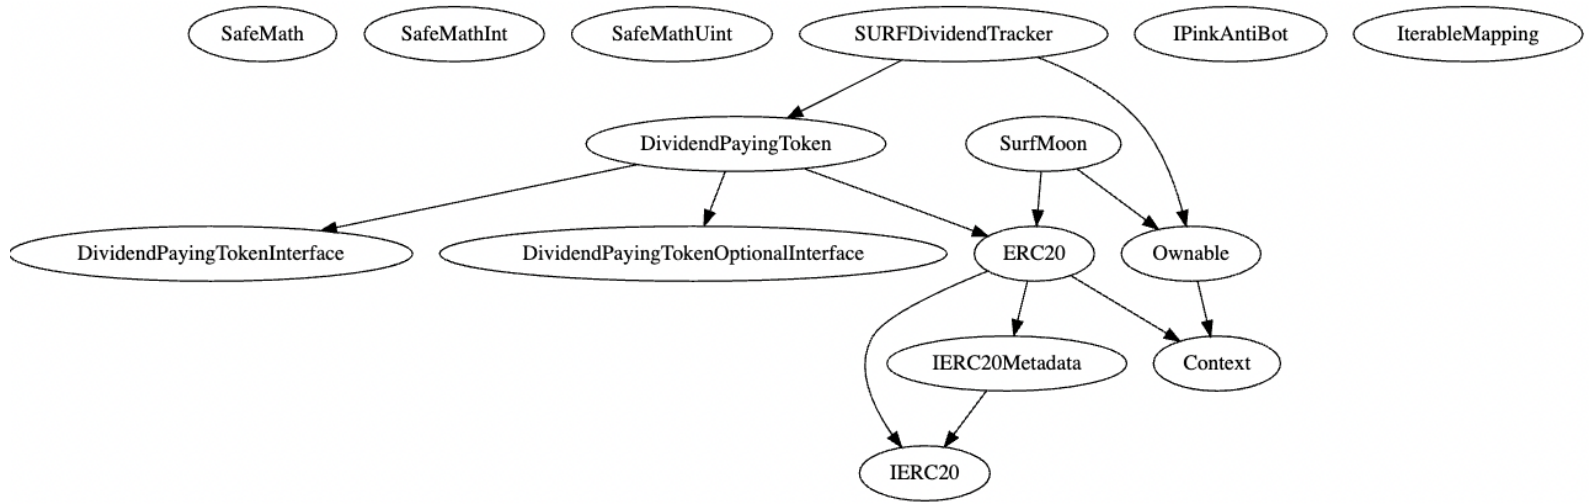 SafeMath
SafeMathInt
SafeMathUint
SURFDividendTracker
IPinkAntiBot
IterableMapping
DividendPayingToken
SurfMoon
DividendPayingTokenInterface
DividendPayingTokenOptionalInterface
ERC20
Ownable
IERC20Metadata
Context
IERC20